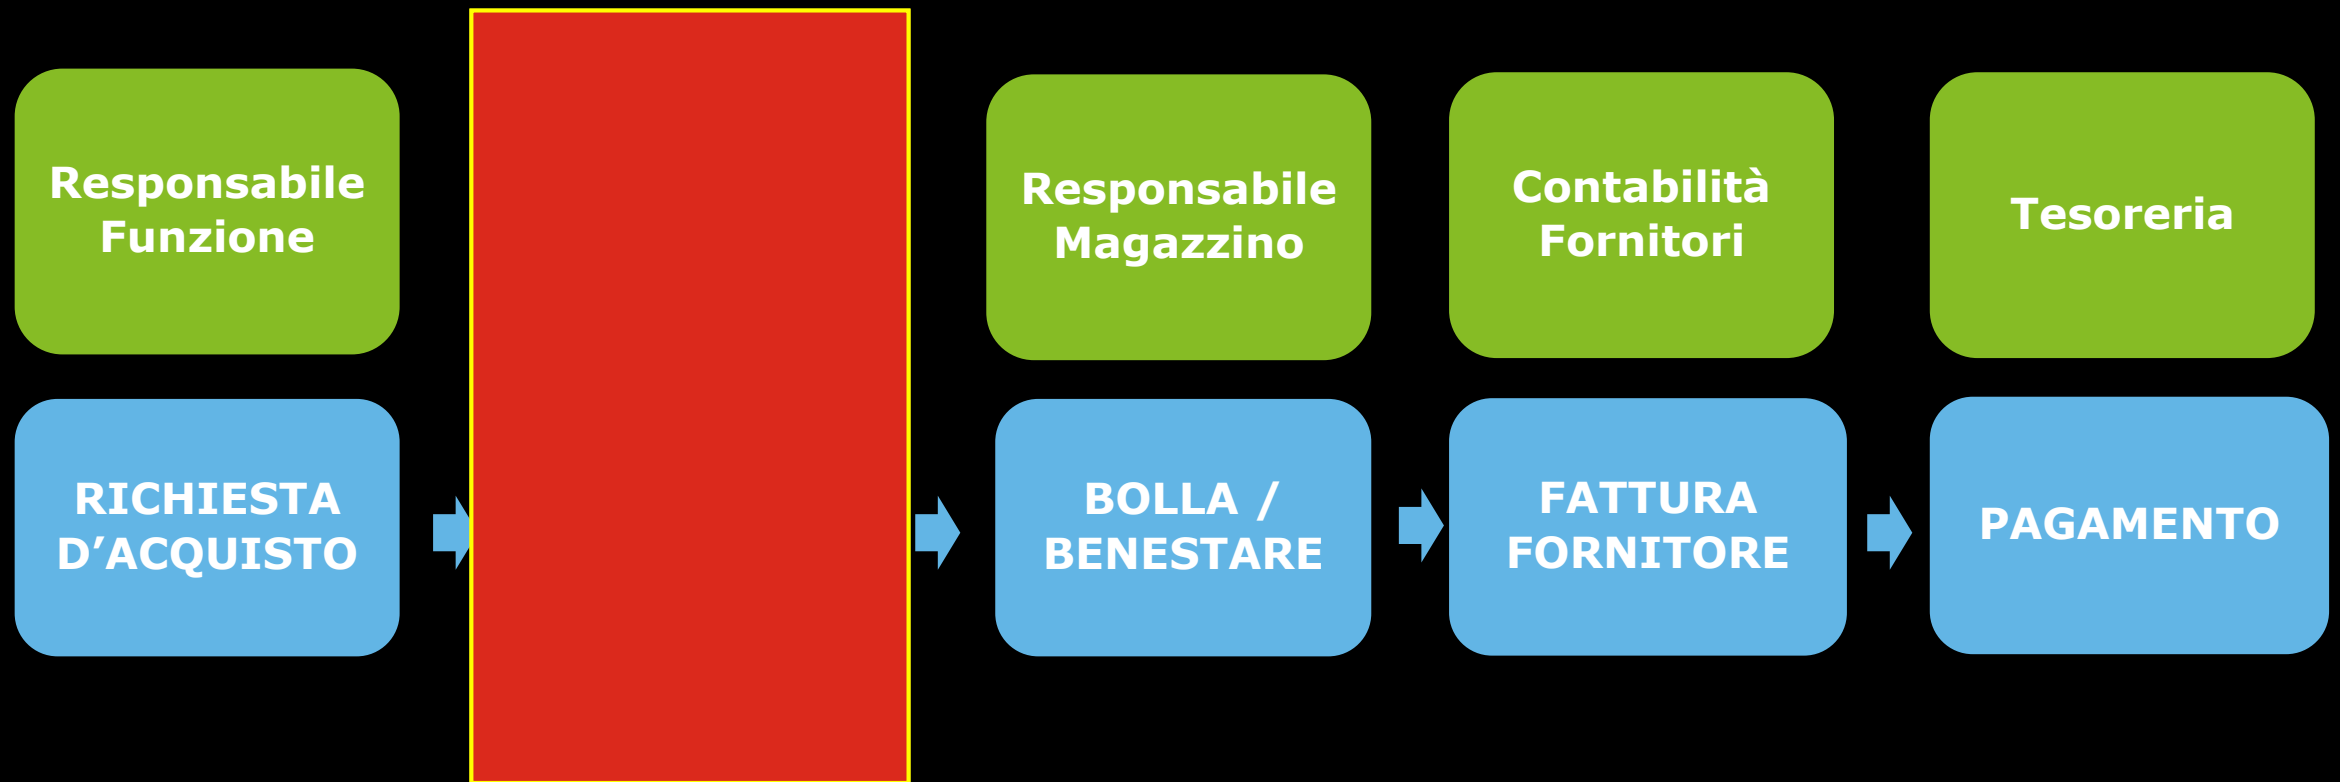 Responsabile
Funzione
Responsabile
Magazzino
Contabilità
Fornitori
Tesoreria
RICHIESTA
D’ACQUISTO
BOLLA /
BENESTARE
FATTURA
FORNITORE
PAGAMENTO